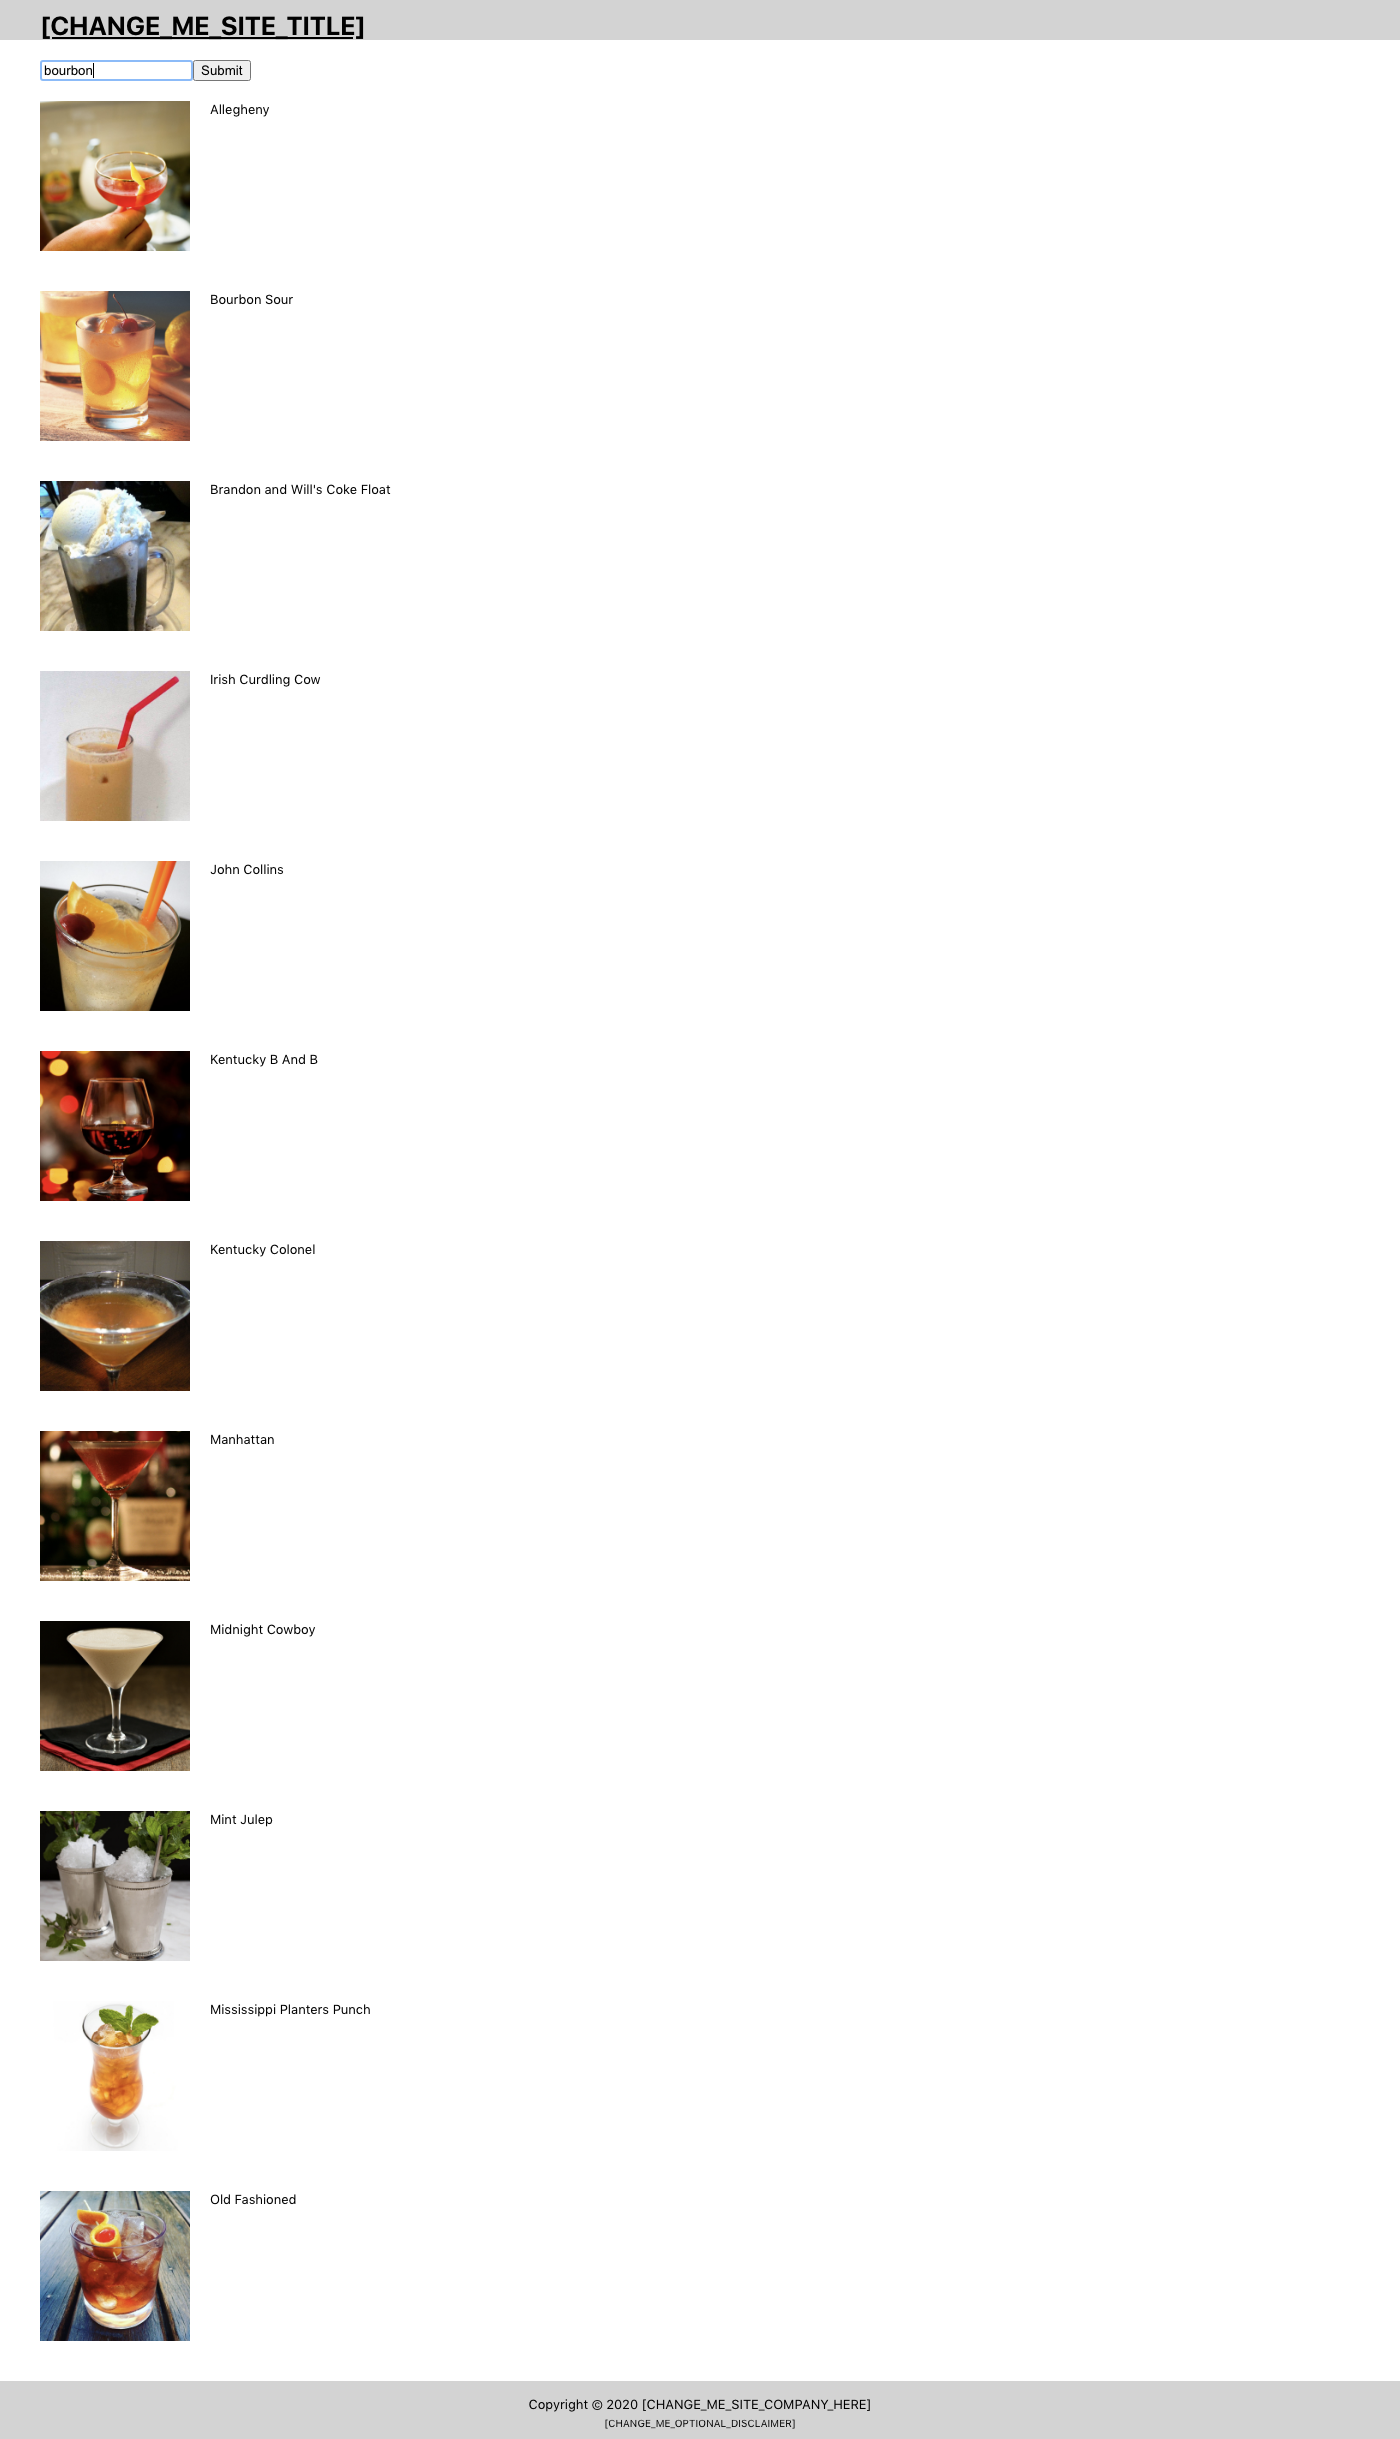 [CHANGE_ME_SITE_TITLE]
bourbon Submit
Allegheny
Bourbon Sour
Brandon and Will's Coke Float
Irish Curdling Cow
John Collins
Kentucky B And B
Kentucky Colonel
Manhattan
Midnight Cowboy
Mint Julep
Mississippi Planters Punch
Old Fashioned
Copyright © 2020 [CHANGE_ME_SITE_COMPANY_HERE]
[CHANGE_ME_OPTIONAL_DISCLAIMER]